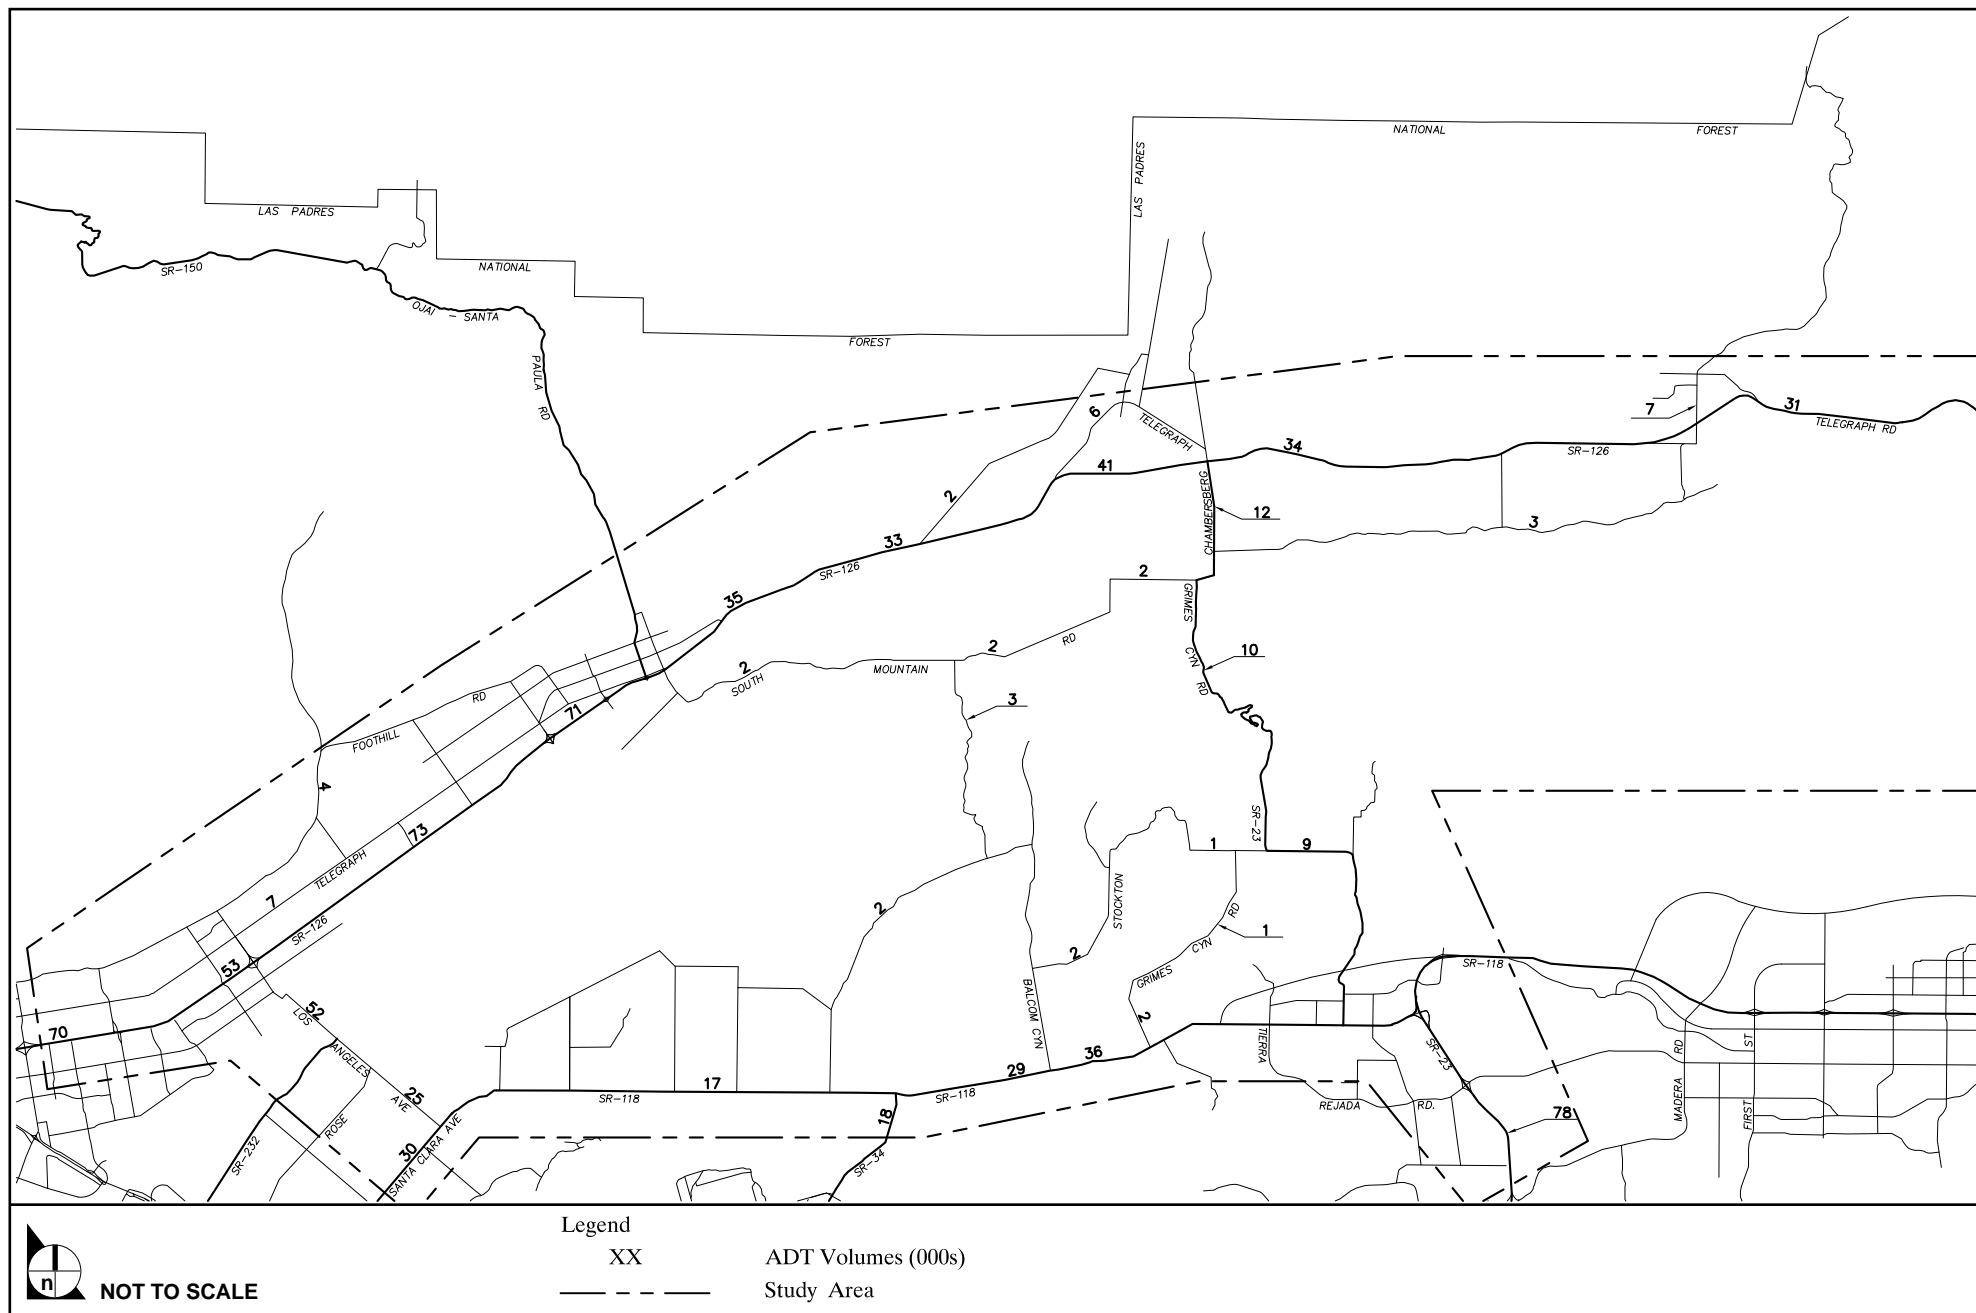 NATIONAL
FOREST
LAS PADRES
LAS PADRES
SR-150
NATIONAL
OJAI - SANTA
FOREST
PAULA RD
6
TELEGRAPH
7
31
TELEGRAPH RD
34
SR-126
41
2
CHAMBERSBERG
12
3
33
SR-126
2
35
GRIMES
CYN
RD
10
2
RD
2
MOUNTAIN
SOUTH
RD
3
71
FOOTHILL
4
73
SR-23
1
9
TELEGRAPH
7
SR-126
2
STOCKTON
RD
1
CYN
2
GRIMES
53
SR-118
52
LOS
ANGELES
AVE
BALCOM CYN
2
70
TIERRA
SR-23
ST
RD
36
29
17
25
SR-118
SR-118
MADERA
FIRST
REJADA
RD.
78
18
ROSE
30
SANTA CLARA AVE
SR-232
SR-34
Legend
XX
ADT Volumes (000s)
n
NOT TO SCALE
Study Area